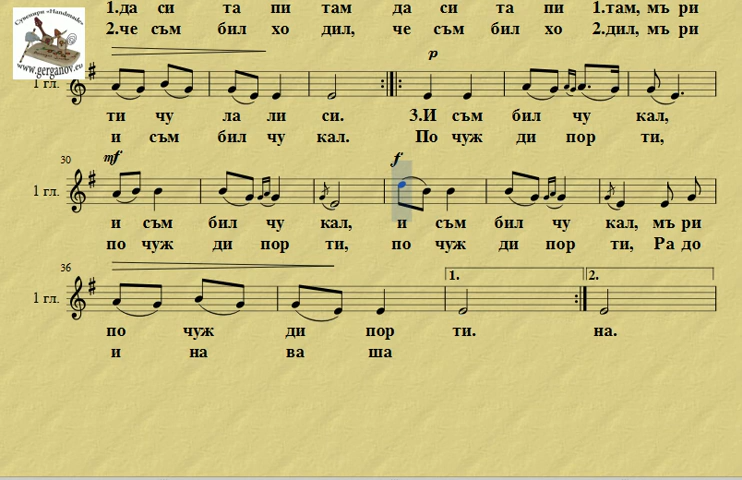 1.да си та пи там да си та пи 1.там, мъ ри
2.че съм бил хо дил, че съм бил хо 2.дил, мъ ри
Сувенири «Handmade»
www.gerganov.eu
p
1 гл.
ти чу ла ли си. 3.И съм бил чу кал,
и съм бил чу кал. По чуж ди пор ти,
30
mf f
1 гл.
и съм бил чу кал, и съм бил чу кал, мъ ри
по чуж ди пор ти, по чуж ди пор ти, Ра до
36
1. 2.
1 гл.
по чуж ди пор ти. на.
и на ва ша